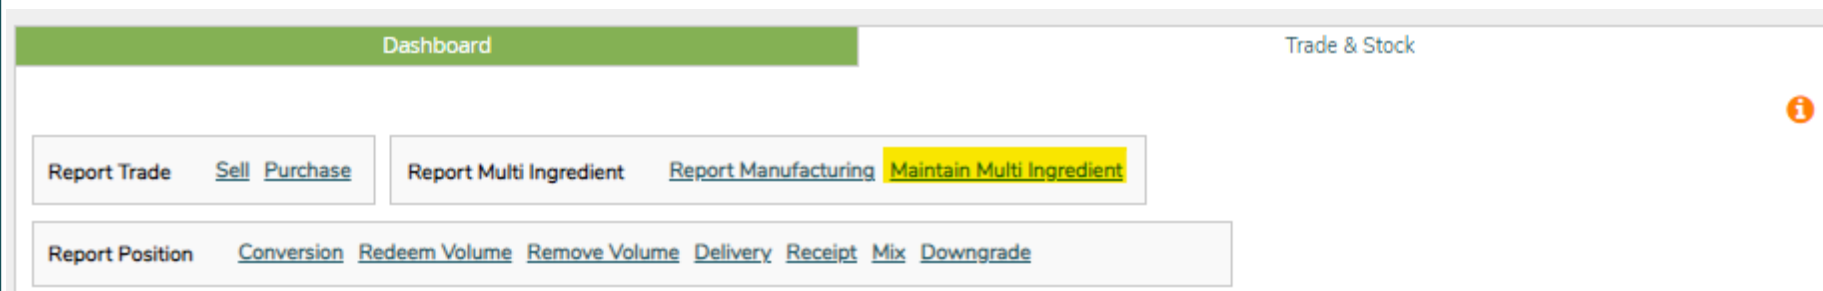 Dashboard Trade & Stock
Report Trade Sell Purchase Report Multi Ingredient Report Manufacturing Maintain Multi Ingredient
Report Position Conversion Redeem Volume Remove Volume Delivery Receipt Mix Downgrade